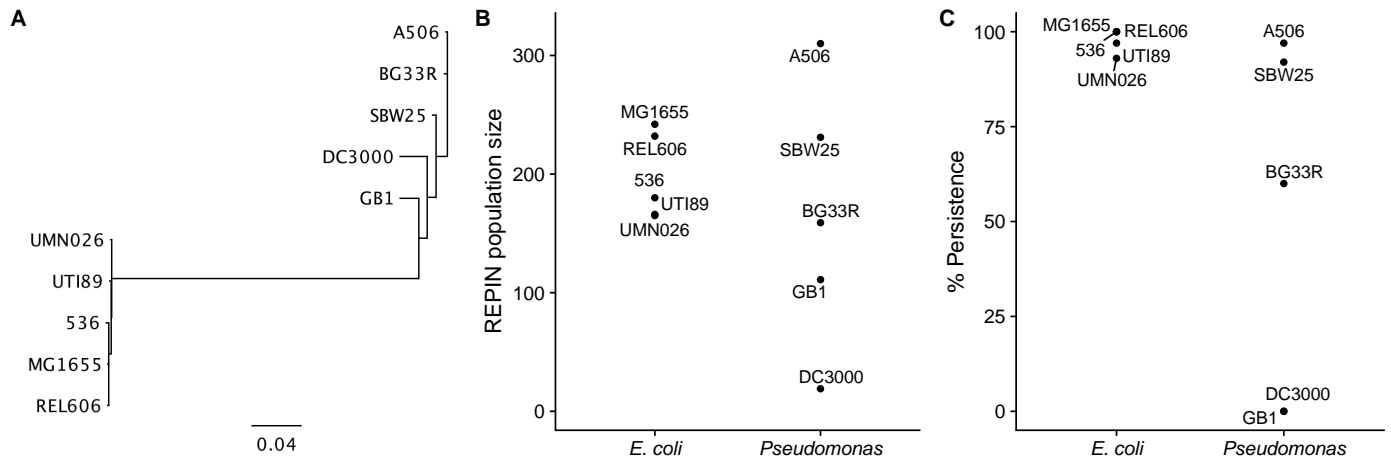 A
A506
BG33R
SBW25
DC3000
GB1
UMN026
UTI89
536
MG1655
REL606
0.04
B
REPIN population size
300
200
100
0
MG1655
REL606
536
UTI89
UMN026
A506
SBW25
BG33R
GB1
DC3000
E. coli
Pseudomonas
C
% Persistence
100
75
50
25
0
MG1655
REL606
536
UTI89
UMN026
A506
SBW25
BG33R
DC3000
GB1
E. coli
Pseudomonas